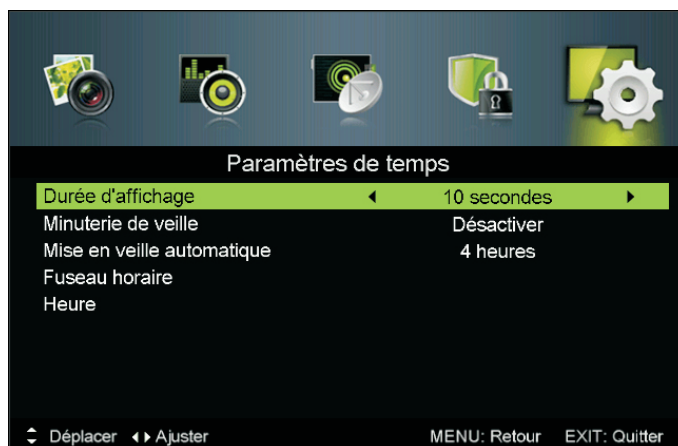 Paramètres de temps
Durée d'affichage 10 secondes
Minuterie de veille Désactiver
Mise en veille automatique 4 heures
Fuseau horaire
Heure
Déplacer Ajuster MENU: Retour EXIT: Quitter